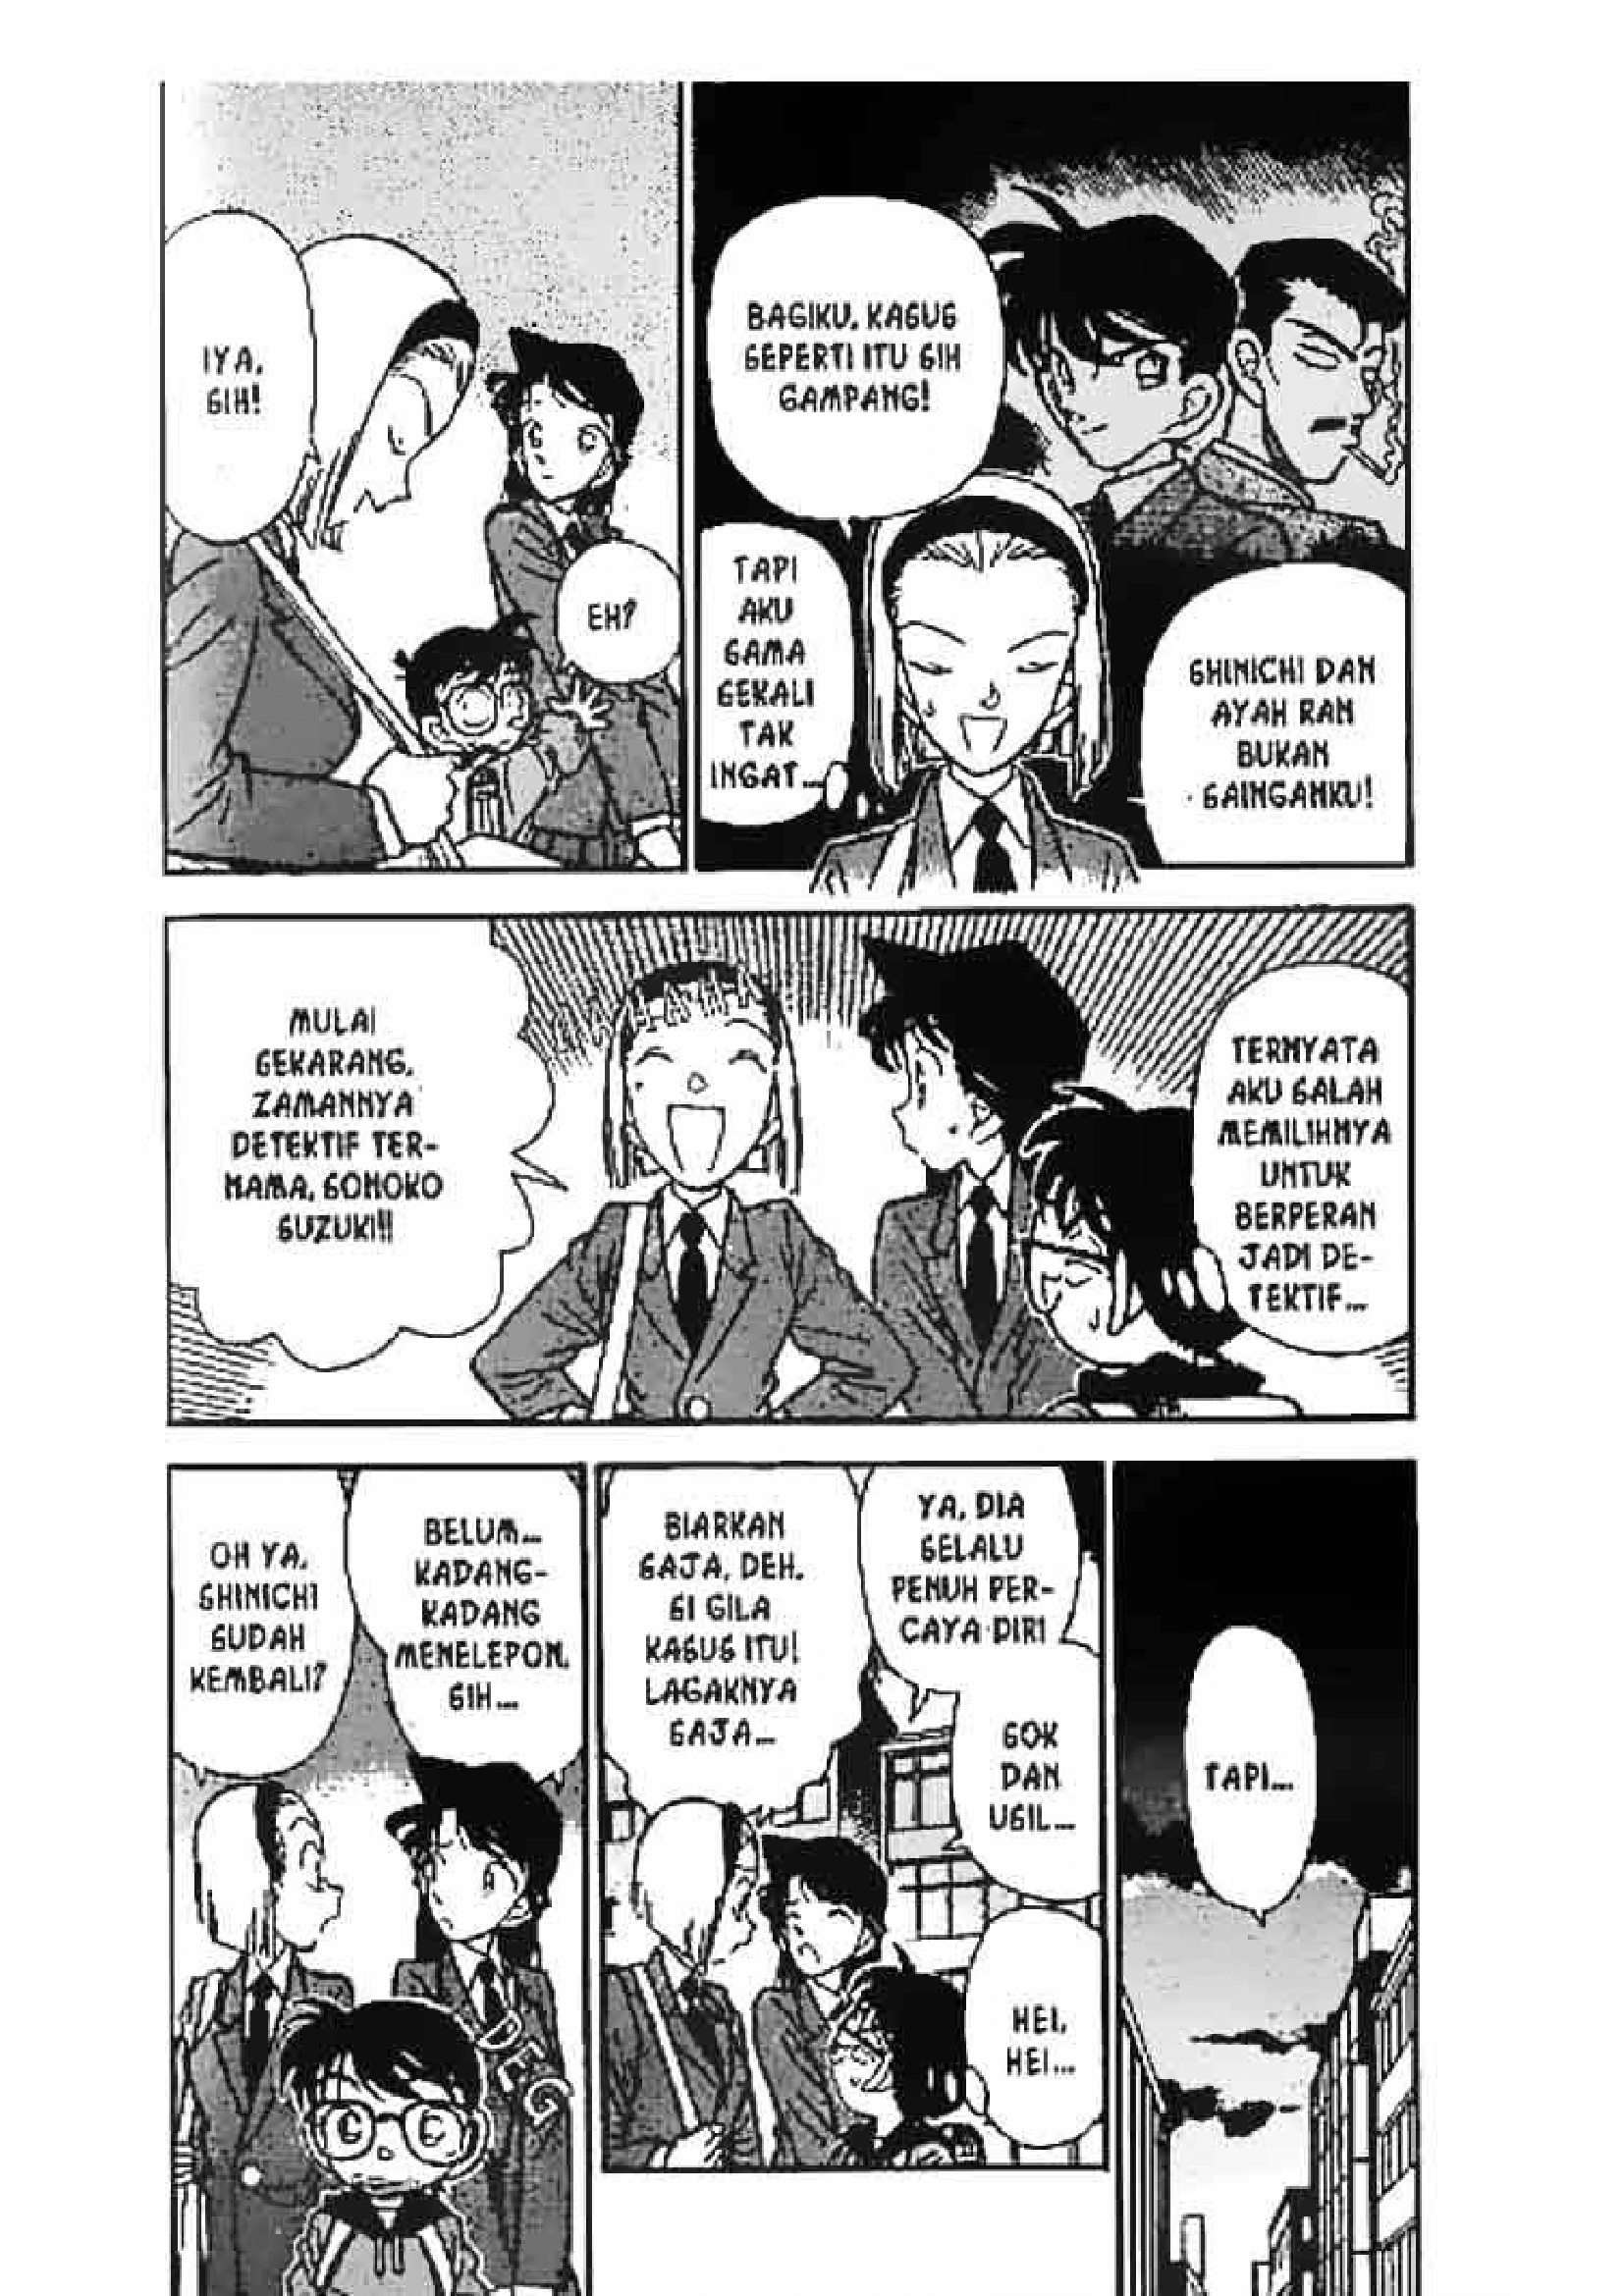 IYA,
SIH!
EH?
BAGIKU, KASUS
SEPERTI ITU SIH
GAMPANG!
TAPI
AKU
SAMA
SEKALI
TAK
INGAT...
SHINICHI DAN
AYAH RAN
BUKAN
SAINGANKU!
MULAI
SEKARANG,
ZAMANNYA
DETEKTIF TER-
NAMA, SONOKO
SUZUKI!!
HAHAHA
TERNYATA
AKU SALAH
MEMILIHNYA
UNTUK
BERPERAN
JADI DE-
TEKTIF...
OH YA,
SHINICHI
SUDAH
KEMBALI?
BELUM...
KADANG-
KADANG
MENELEPON,
SIH...
DEG
BIARKAN
SAJA, DEH.
SI GILA
KASUS ITU!
LAGAKNYA
SAJA...
YA, DIA
SELALU
PENUH PER-
CAYA DIRI
SOK
DAN
USIL...
HEI,
HEI...
TAPI...